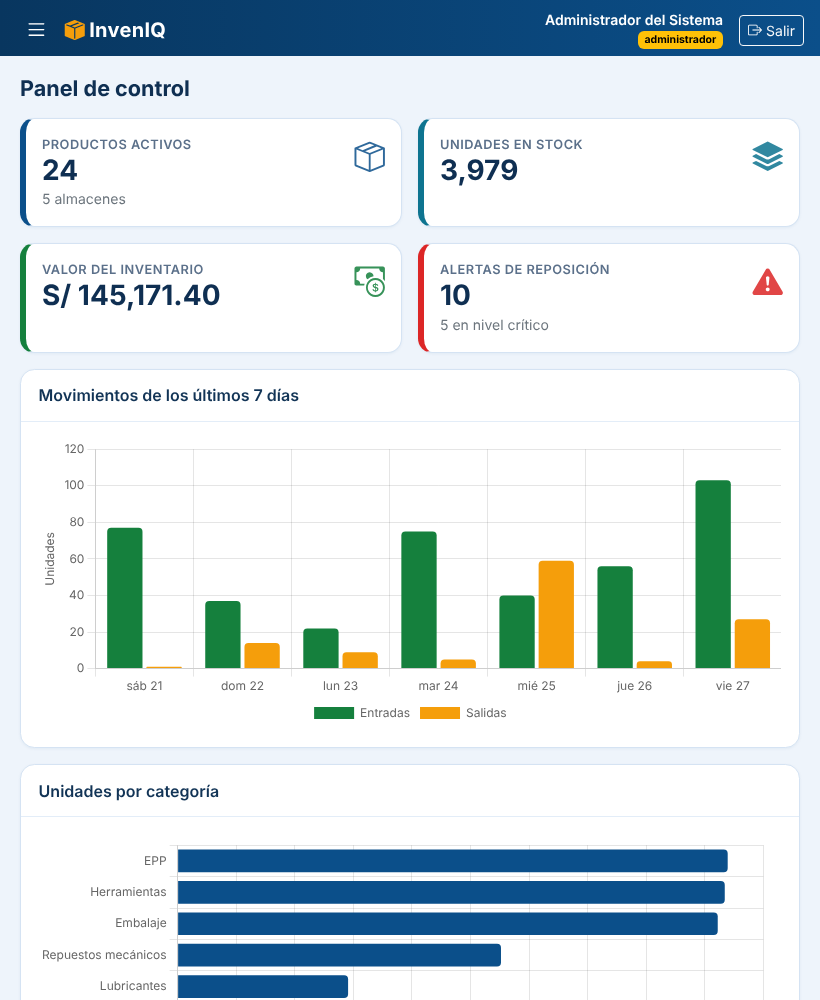 InvenIQ
Administrador del Sistema
administrador
Salir
Panel de control
PRODUCTOS ACTIVOS
24
5 almacenes
UNIDADES EN STOCK
3,979
VALOR DEL INVENTARIO
S/ 145,171.40
$
ALERTAS DE REPOSICIÓN
10
5 en nivel crítico
Movimientos de los últimos 7 días
Unidades
120
100
80
60
40
20
0
sáb 21
dom 22
lun 23
mar 24
mié 25
jue 26
vie 27
Entradas
Salidas
Unidades por categoría
EPP
Herramientas
Embalaje
Repuestos mecánicos
Lubricantes